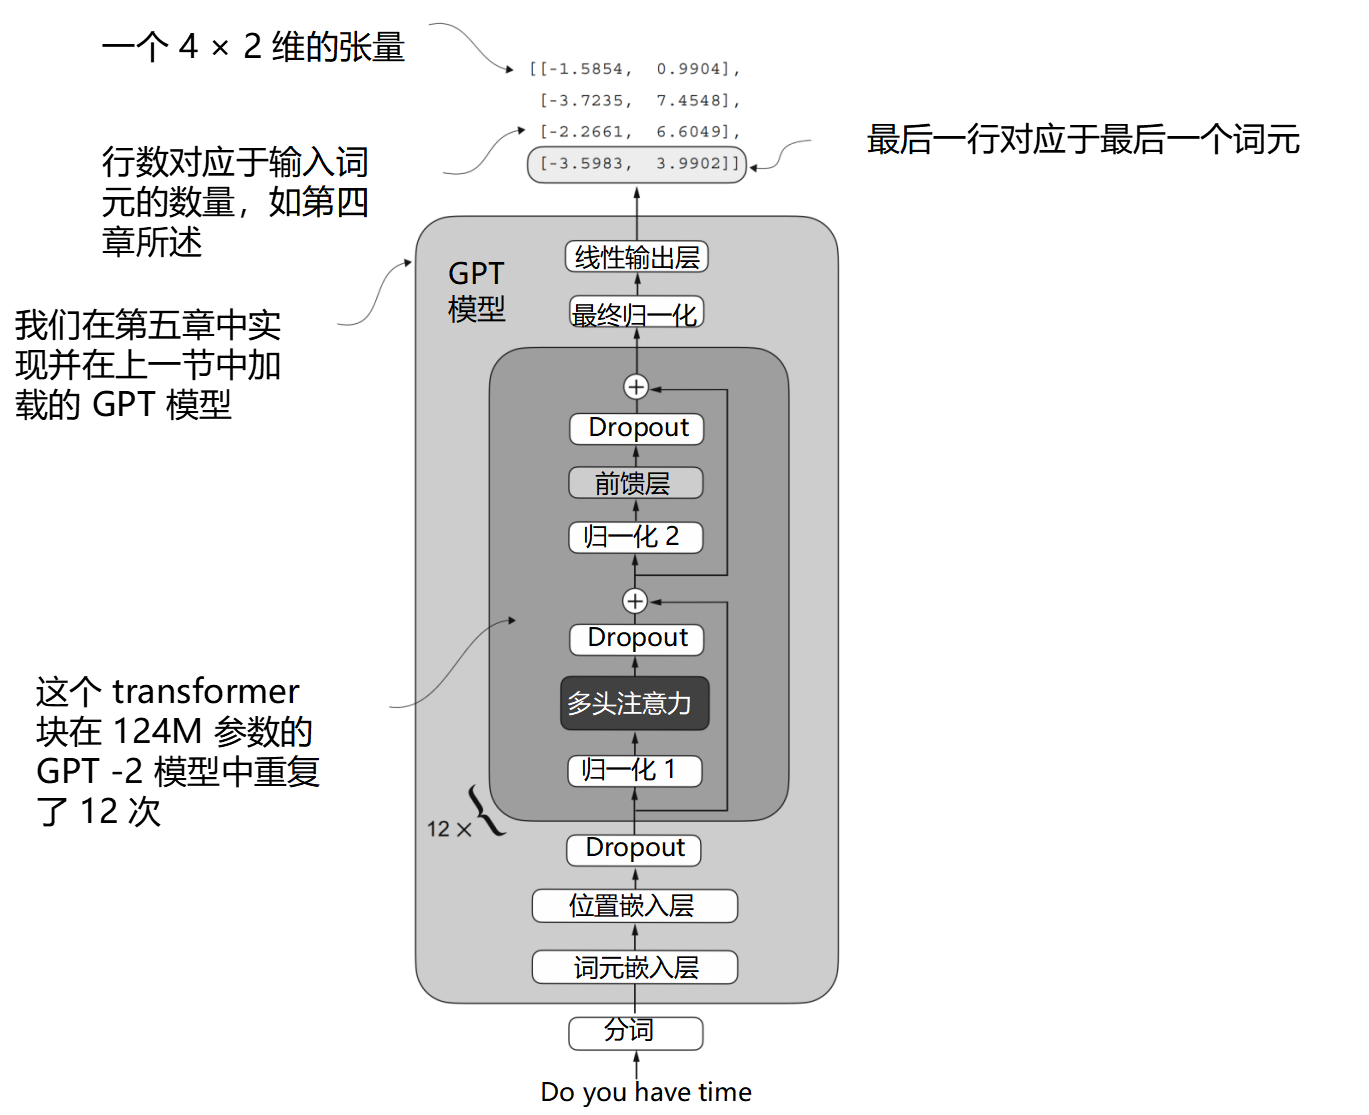 一个 4 × 2 维的张量
[[-1.5854, 0.9904],
[-3.7235, 7.4548],
[-2.2661, 6.6049],
[-3.5983, 3.9902]]
最后一行对应于最后一个词元
行数对应于输入词
元的数量，如第四
章所述
我们在第五章中实
现并在上一节中加
载的 GPT 模型
GPT
模型
线性输出层
最终归一化
+
Dropout
前馈层
归一化 2
+
Dropout
多头注意力
归一化 1
这个 transformer
块在 124M 参数的
GPT -2 模型中重复
了 12 次
12 × {
Dropout
位置嵌入层
词元嵌入层
分词
Do you have time